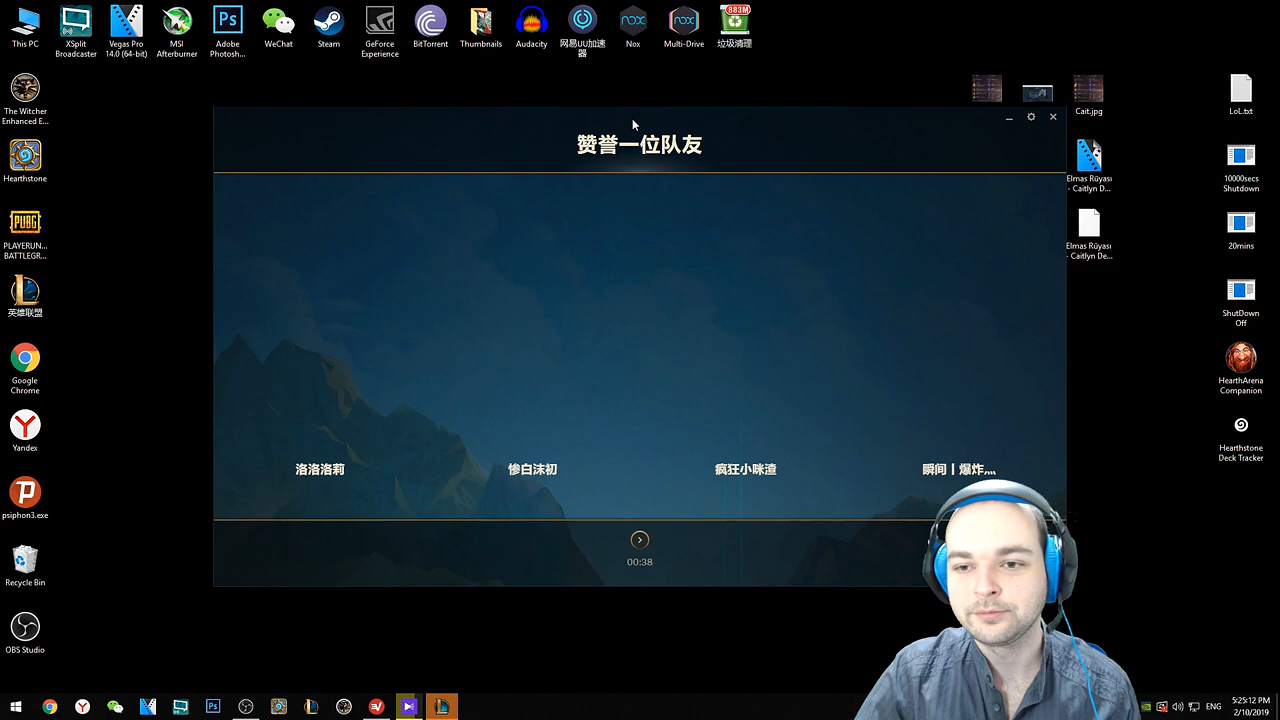 This PC
XSplit
Broadcaster
Vegas Pro
14.0 (64-bit)
MSI
Afterburner
Ps
Adobe
Photosh...
WeChat
Steam
GeForce
Experience
BitTorrent
Thumbnails
Audacity
网易UU加速
器
nox
Nox
nox
Multi-Drive
883M
垃圾清理
The Witcher
Enhanced E...
Hearthstone
PUBG
PLAYERUN...
BATTLEGR...
英雄联盟
Google
Chrome
Yandex
psiphon3.exe
Recycle Bin
OBS Studio
Cait.jpg
Elmas Rüyası
- Caitlyn D...
Elmas Rüyası
- Caitlyn De...
LoL.txt
10000secs
Shutdown
20mins
ShutDown
Off
HearthArena
Companion
Hearthstone
Deck Tracker
赞誉一位队友
洛洛洛莉
惨白沫初
疯狂小咪渣
瞬间丨爆炸...
00:38
ENG
5:25:12 PM
2/10/2019